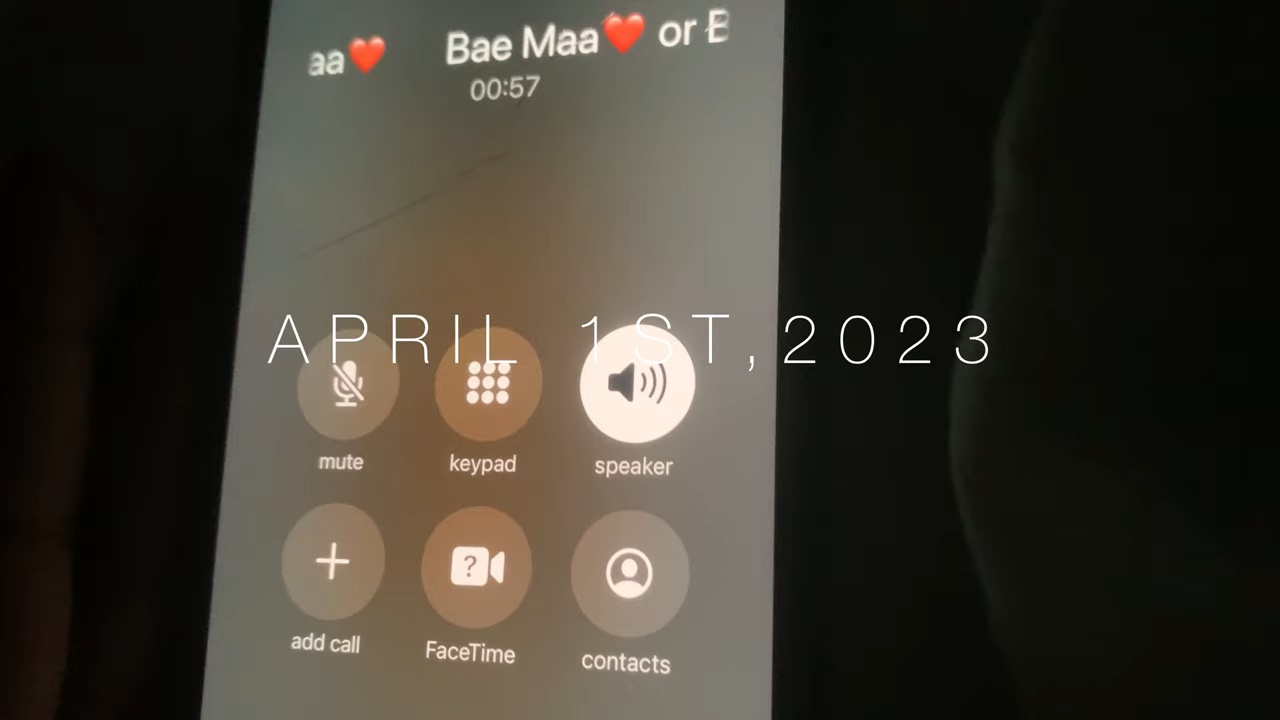 aa❤️ Bae Maa❤️ or B
00:57
APRIL 1ST, 2023
mute keypad speaker
?
add call FaceTime contacts